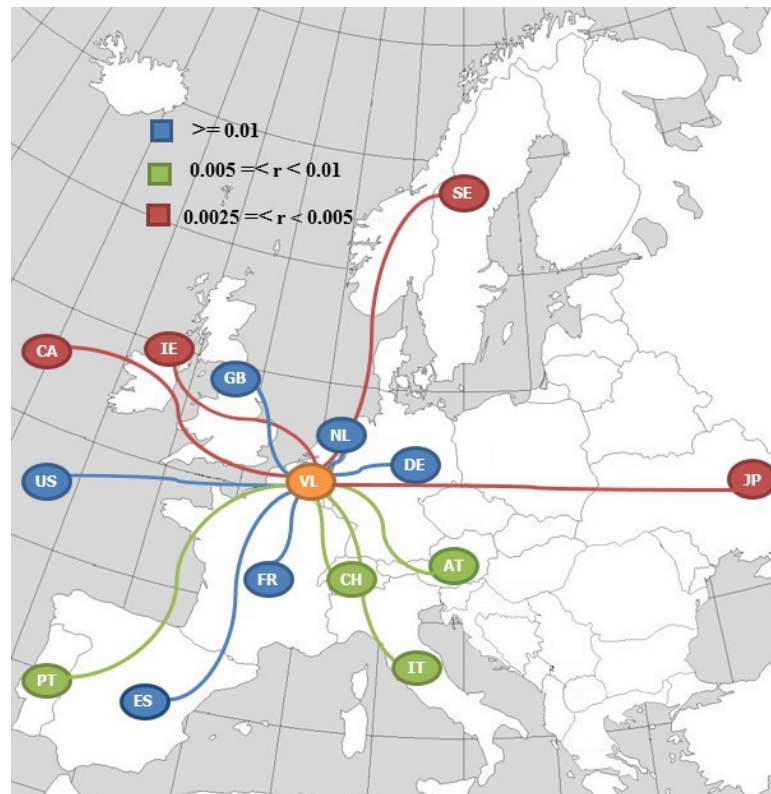 >= 0.01
0.005 =< r < 0.01
0.0025 =< r < 0.005
SE
CA
IE
GB
NL
DE
US
VL
JP
FR
CH
AT
PT
ES
IT